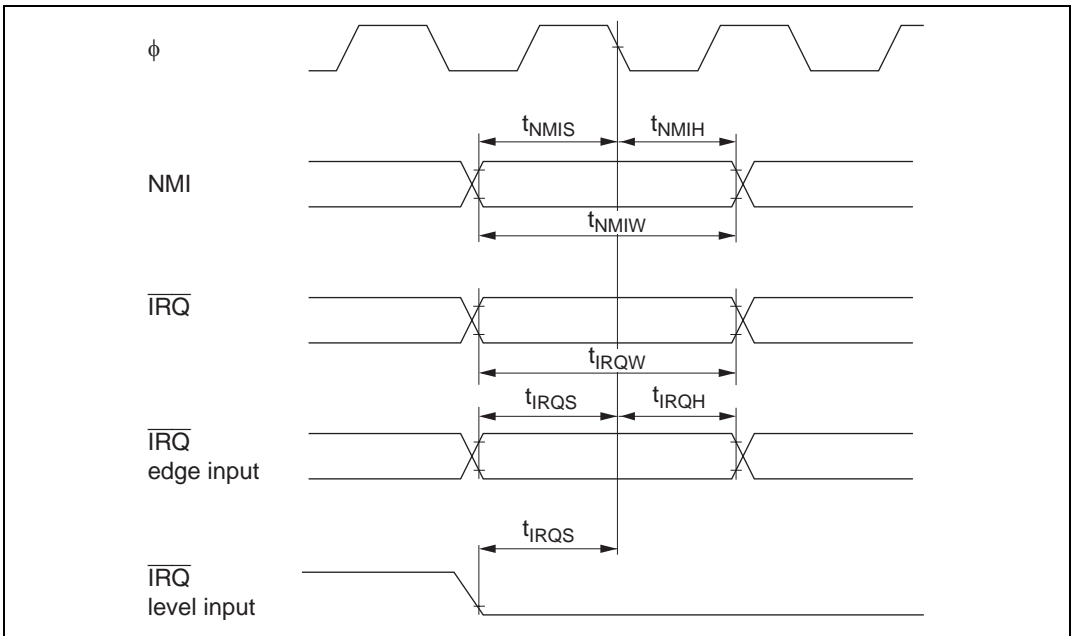 ϕ
tNMIS tNMIH
NMI
tNMIW
IRQ
tIRQW
tIRQS tIRQH
IRQ
edge input
tIRQS
IRQ
level input